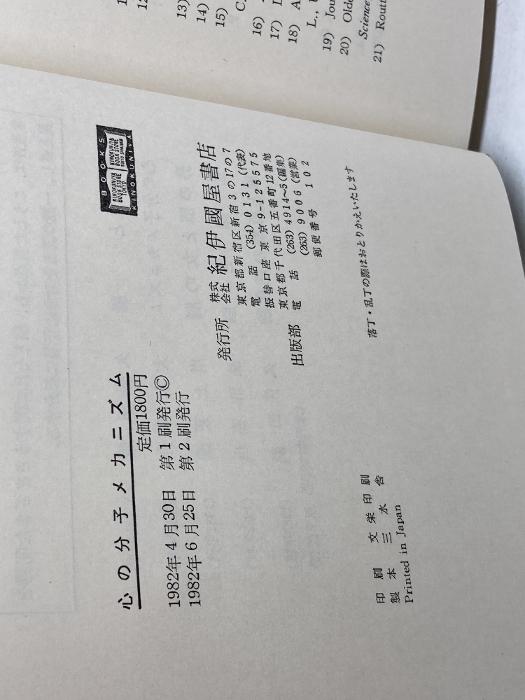 心の分子メカニズム
定価1800円
1982年4月30日 第1刷発行Ⓒ
1982年6月25日 第2刷発行
BOOKS
KINOKUNIYA
発行所 株式会社 紀伊國屋書店
東京都新宿区新宿3の17の7
電話 (354) 0131 (代表)
振替口座 東京 9-125575
出版部 東京都千代田区五番町12番地
電話 (263) 4914~5 (編集)
(263) 9006 (営業)
郵便番号 102
印刷 文栄印刷
製本 三水舎
Printed in Japan
落丁・乱丁の際はおとりかえいたします
13)
14)
15) C,
16)
17)
18) A
L.,
19) Jou
20) Olde
Science
21) Routt